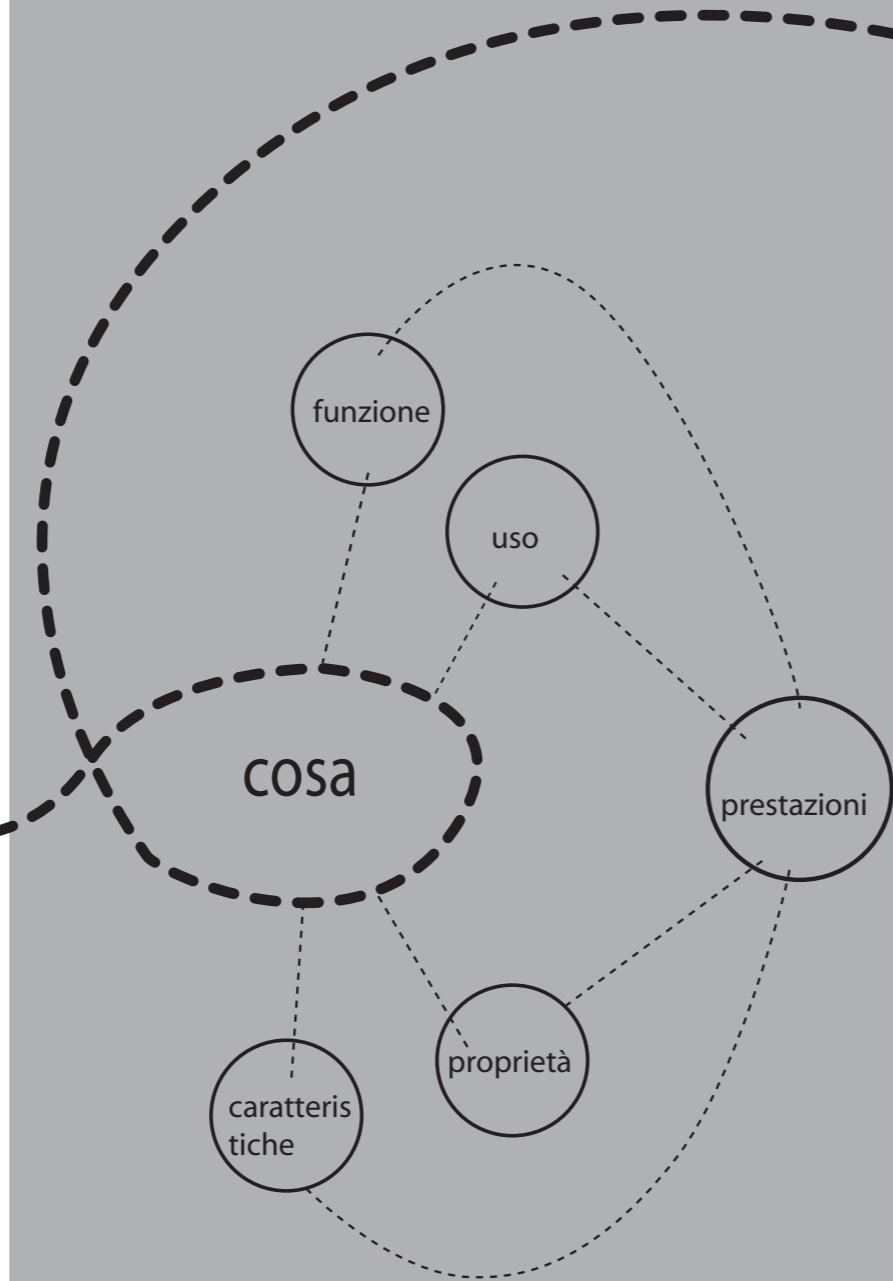 funzione
uso
cosa
prestazioni
proprietà
caratteris
tiche